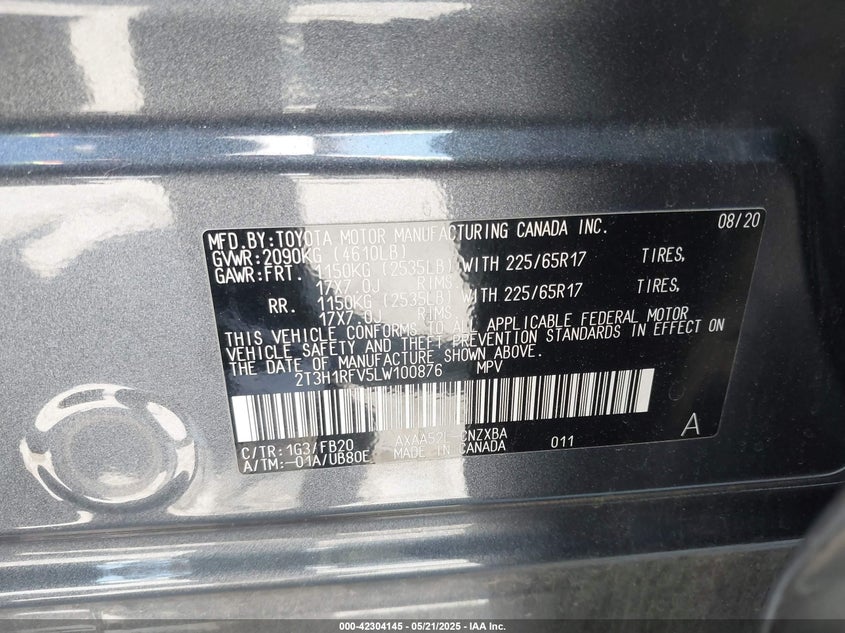 MFD.BY:TOYOTA MOTOR MANUFACTURING CANADA INC. 08/20
GVWR:2090KG (4610LB)
GAWR:FRT. 1150KG (2535LB) WITH 225/65R17 TIRES,
17X7.0J RIMS,
RR. 1150KG (2535LB) WITH 225/65R17 TIRES,
17X7.0J RIMS,
THIS VEHICLE CONFORMS TO ALL APPLICABLE FEDERAL MOTOR
VEHICLE SAFETY AND THEFT PREVENTION STANDARDS IN EFFECT ON
THE DATE OF MANUFACTURE SHOWN ABOVE.
2T3H1RFV5LW100876 MPV
C/TR:1G3/FB20 AXAA52L-CNZXBA 011 A
A/TM:-01A/UB80E MADE IN CANADA
000-42304145 - 05/21/2025 - IAA Inc.